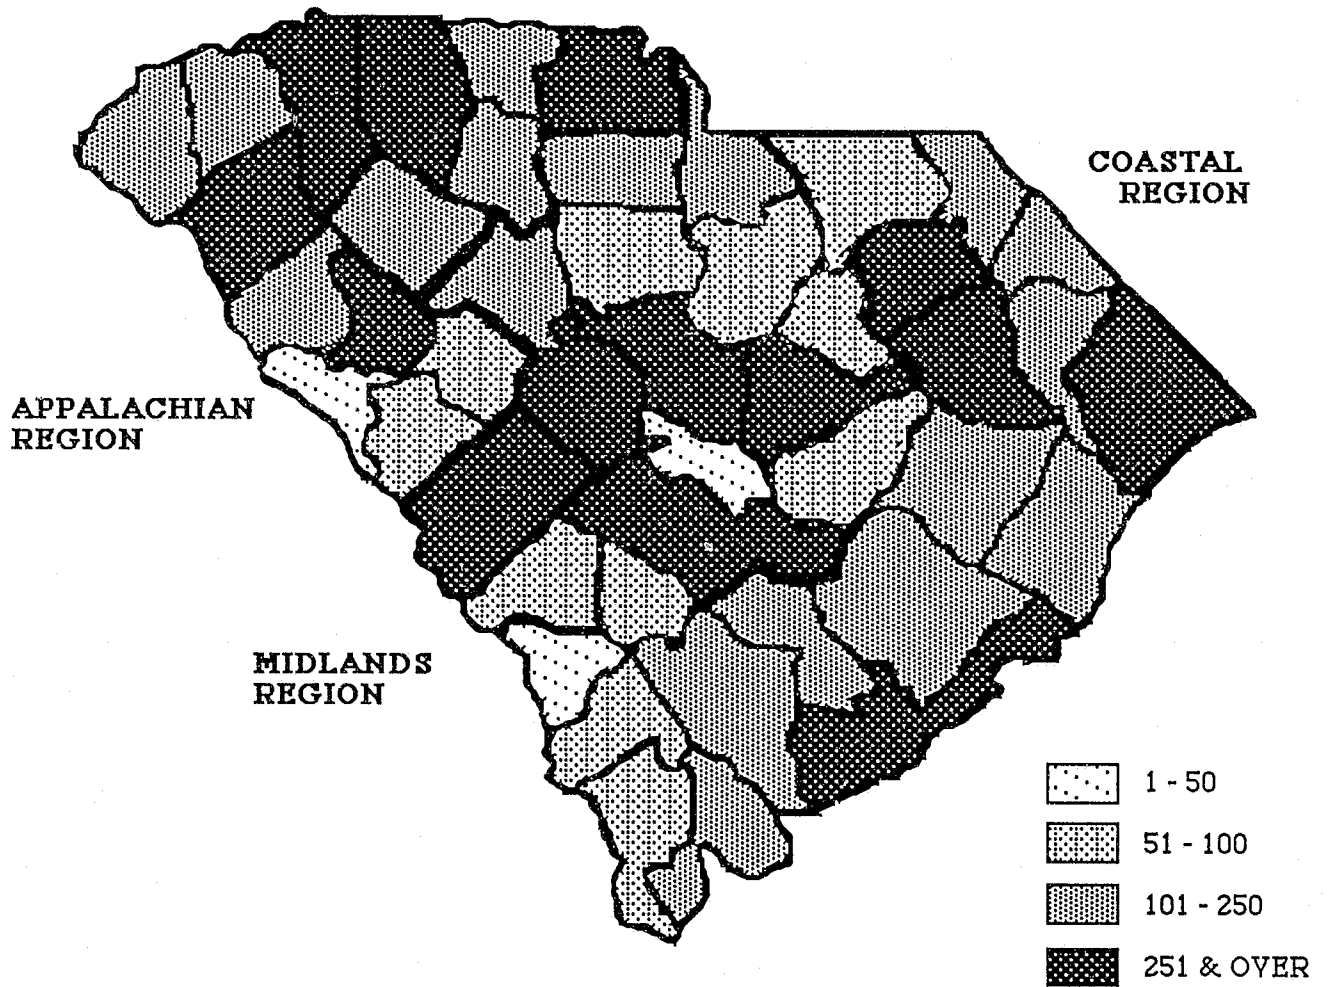 COASTAL
REGION
APPALACHIAN
REGION
MIDLANDS
REGION
1 - 50
51 - 100
101 - 250
251 & OVER